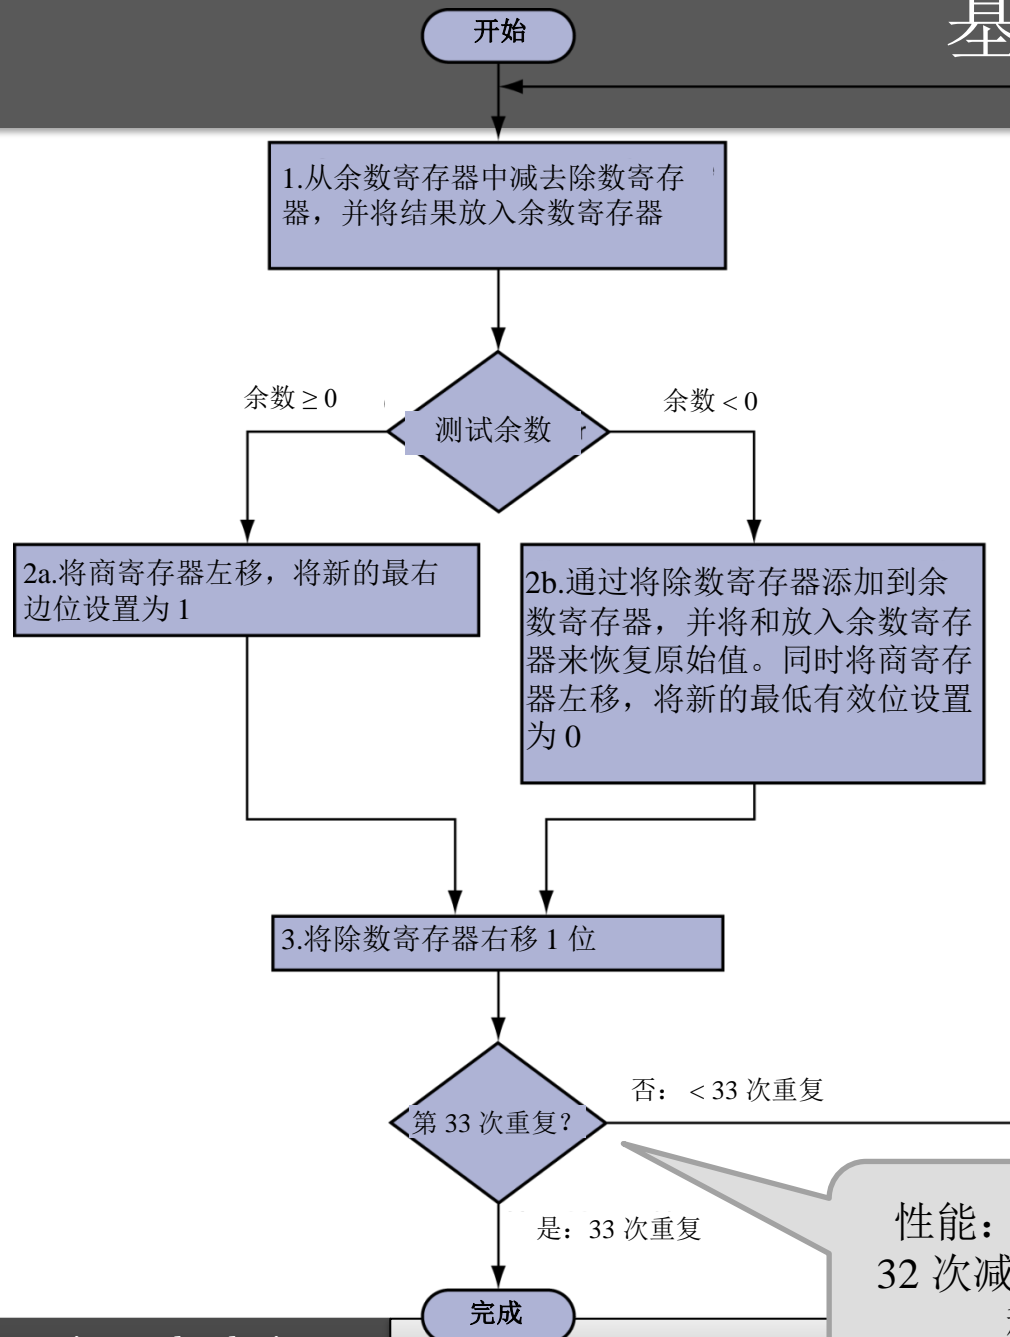 基
开始
1.从余数寄存器中减去除数寄存
器，并将结果放入余数寄存器
余数 ≥ 0
测试余数
余数 < 0
2a.将商寄存器左移，将新的最右
边位设置为 1
2b.通过将除数寄存器添加到余
数寄存器，并将和放入余数寄存
器来恢复原始值。同时将商寄存
器左移，将新的最低有效位设置
为 0
3.将除数寄存器右移 1 位
第 33 次重复？
否：< 33 次重复
是：33 次重复
性能：
32 次减
完成